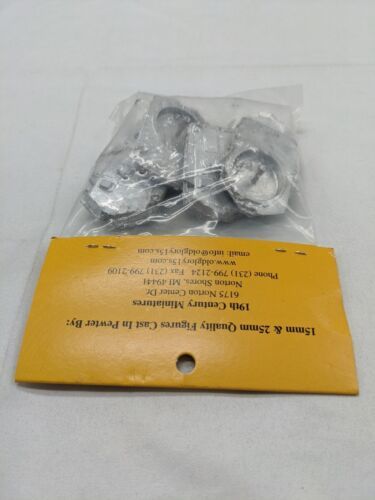 15mm & 25mm Quality Figures Cast In Pewter By:
19th Century Miniatures
6175 Norton Center Dr.
Norton Shores, MI 49441
Phone (231) 799-2124 Fax (231) 799-2109
www.oldglory15s.com
email: info@oldglory15s.com